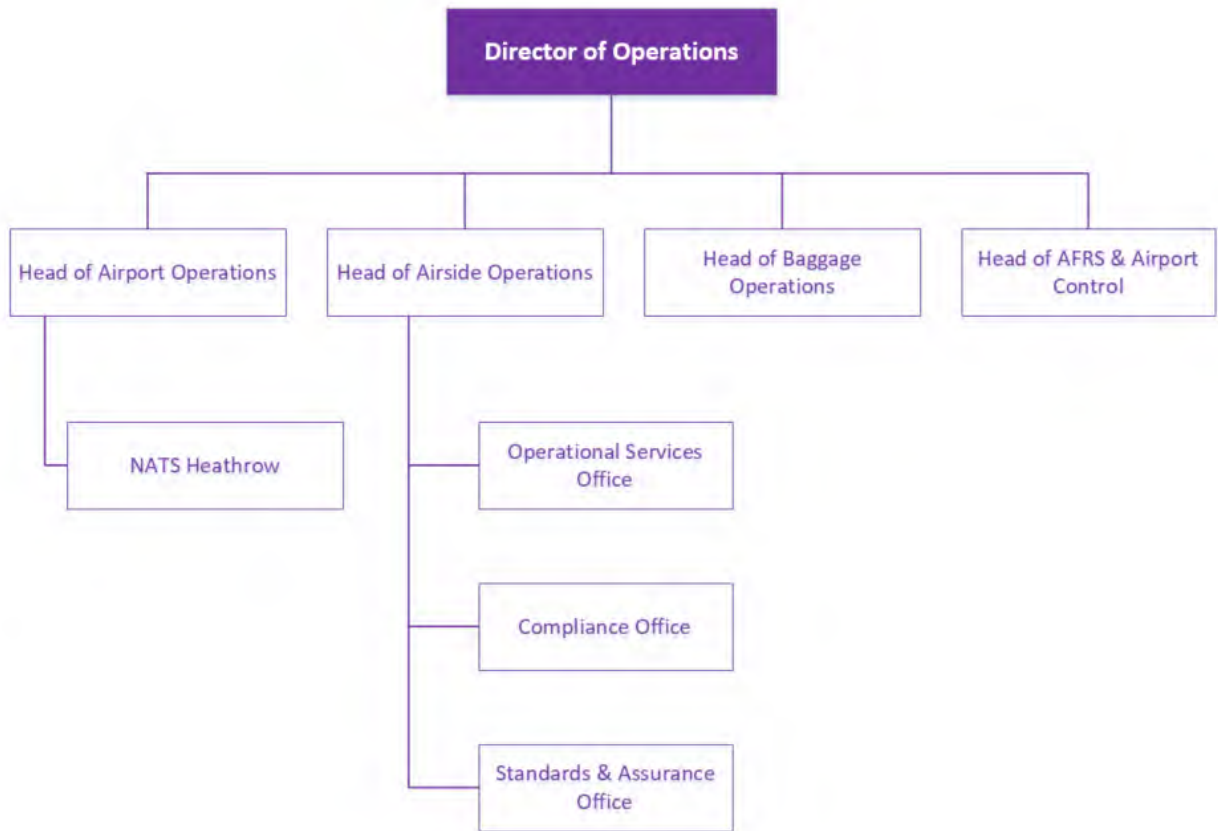 Director of Operations
Head of Airport Operations
Head of Airside Operations
Head of Baggage
Operations
Head of AFRS & Airport
Control
NATS Heathrow
Operational Services
Office
Compliance Office
Standards & Assurance
Office